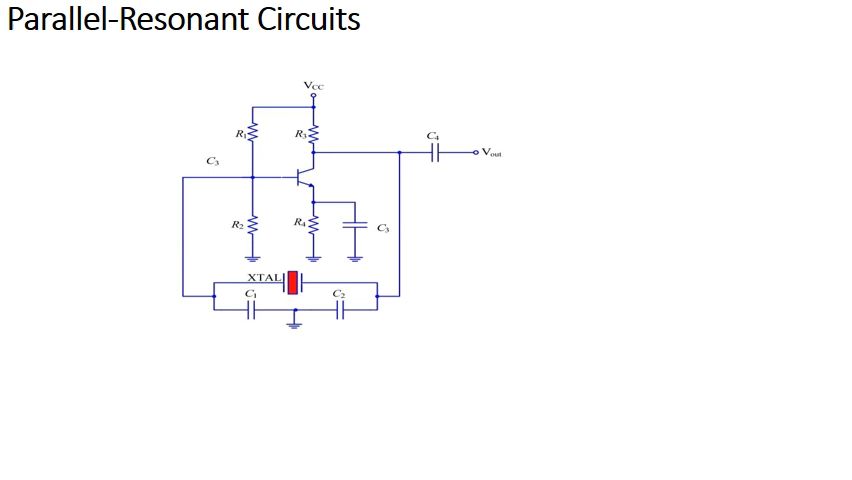 Parallel-Resonant Circuits
VCC
R1
R3
C4
Vout
C3
R2
R4
C3
XTAL
C1
C2